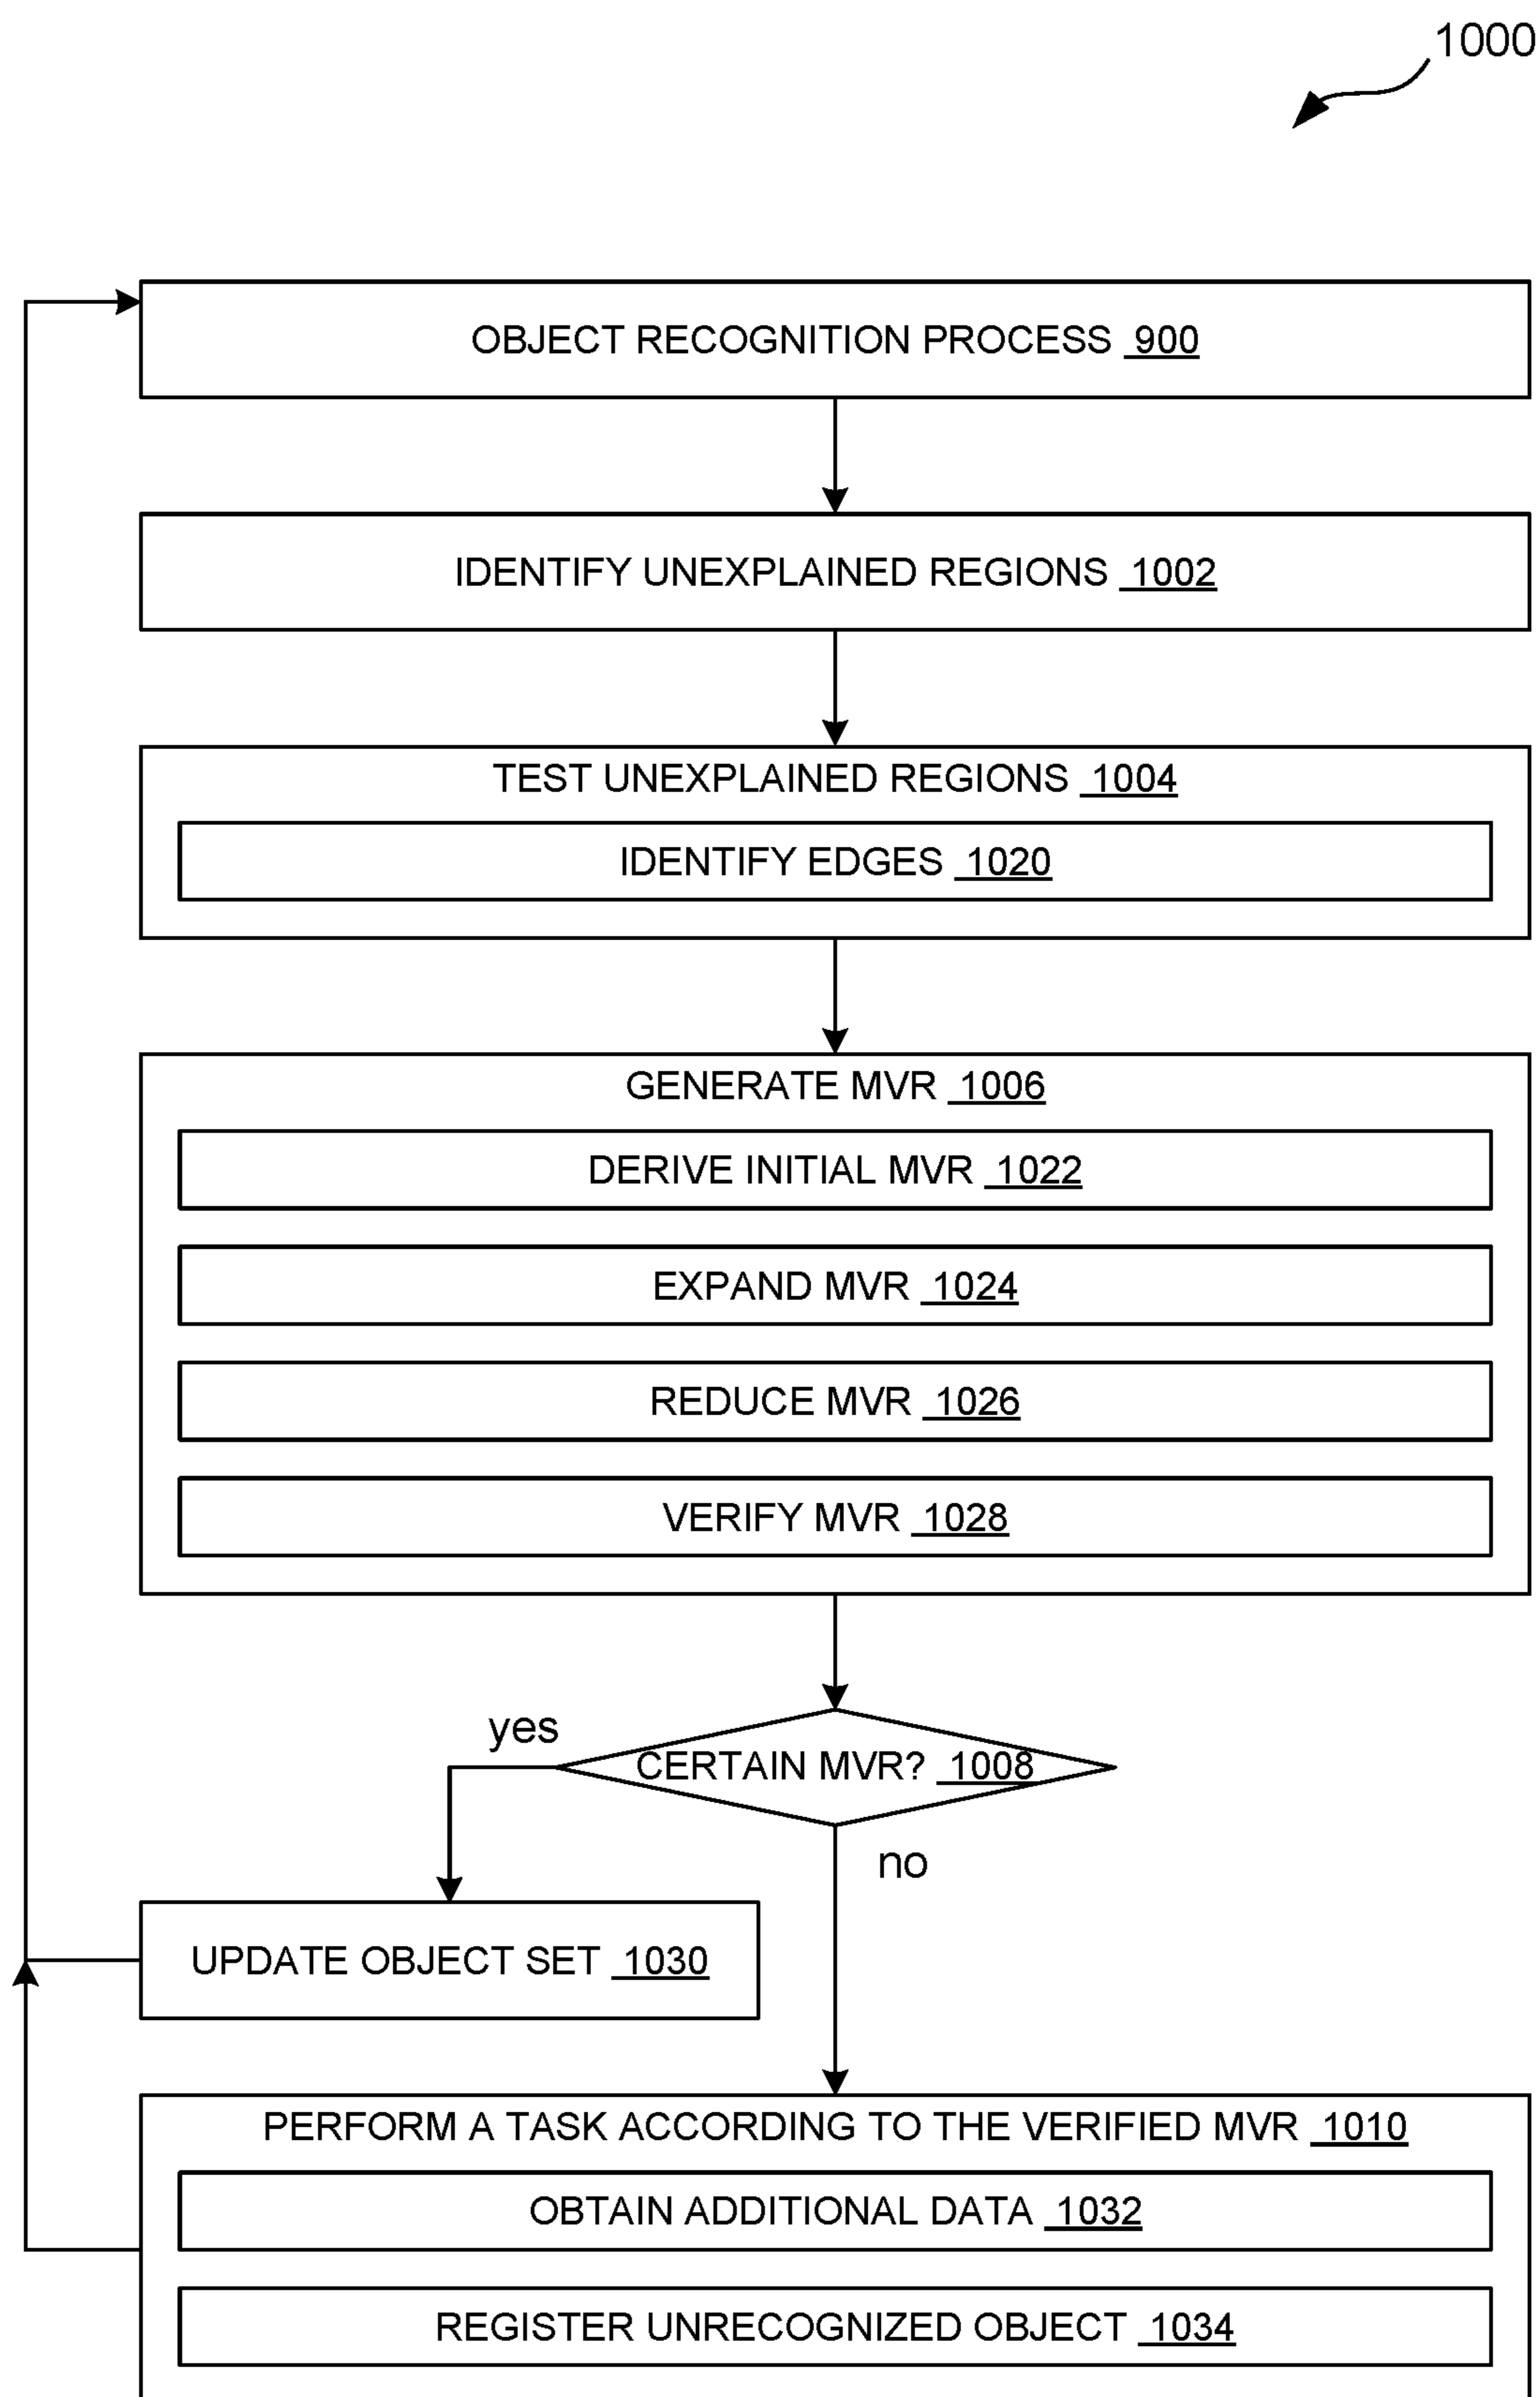 1000
OBJECT RECOGNITION PROCESS 900
IDENTIFY UNEXPLAINED REGIONS 1002
TEST UNEXPLAINED REGIONS 1004
IDENTIFY EDGES 1020
GENERATE MVR 1006
DERIVE INITIAL MVR 1022
EXPAND MVR 1024
REDUCE MVR 1026
VERIFY MVR 1028
yes
CERTAIN MVR? 1008
no
UPDATE OBJECT SET 1030
PERFORM A TASK ACCORDING TO THE VERIFIED MVR 1010
OBTAIN ADDITIONAL DATA 1032
REGISTER UNRECOGNIZED OBJECT 1034